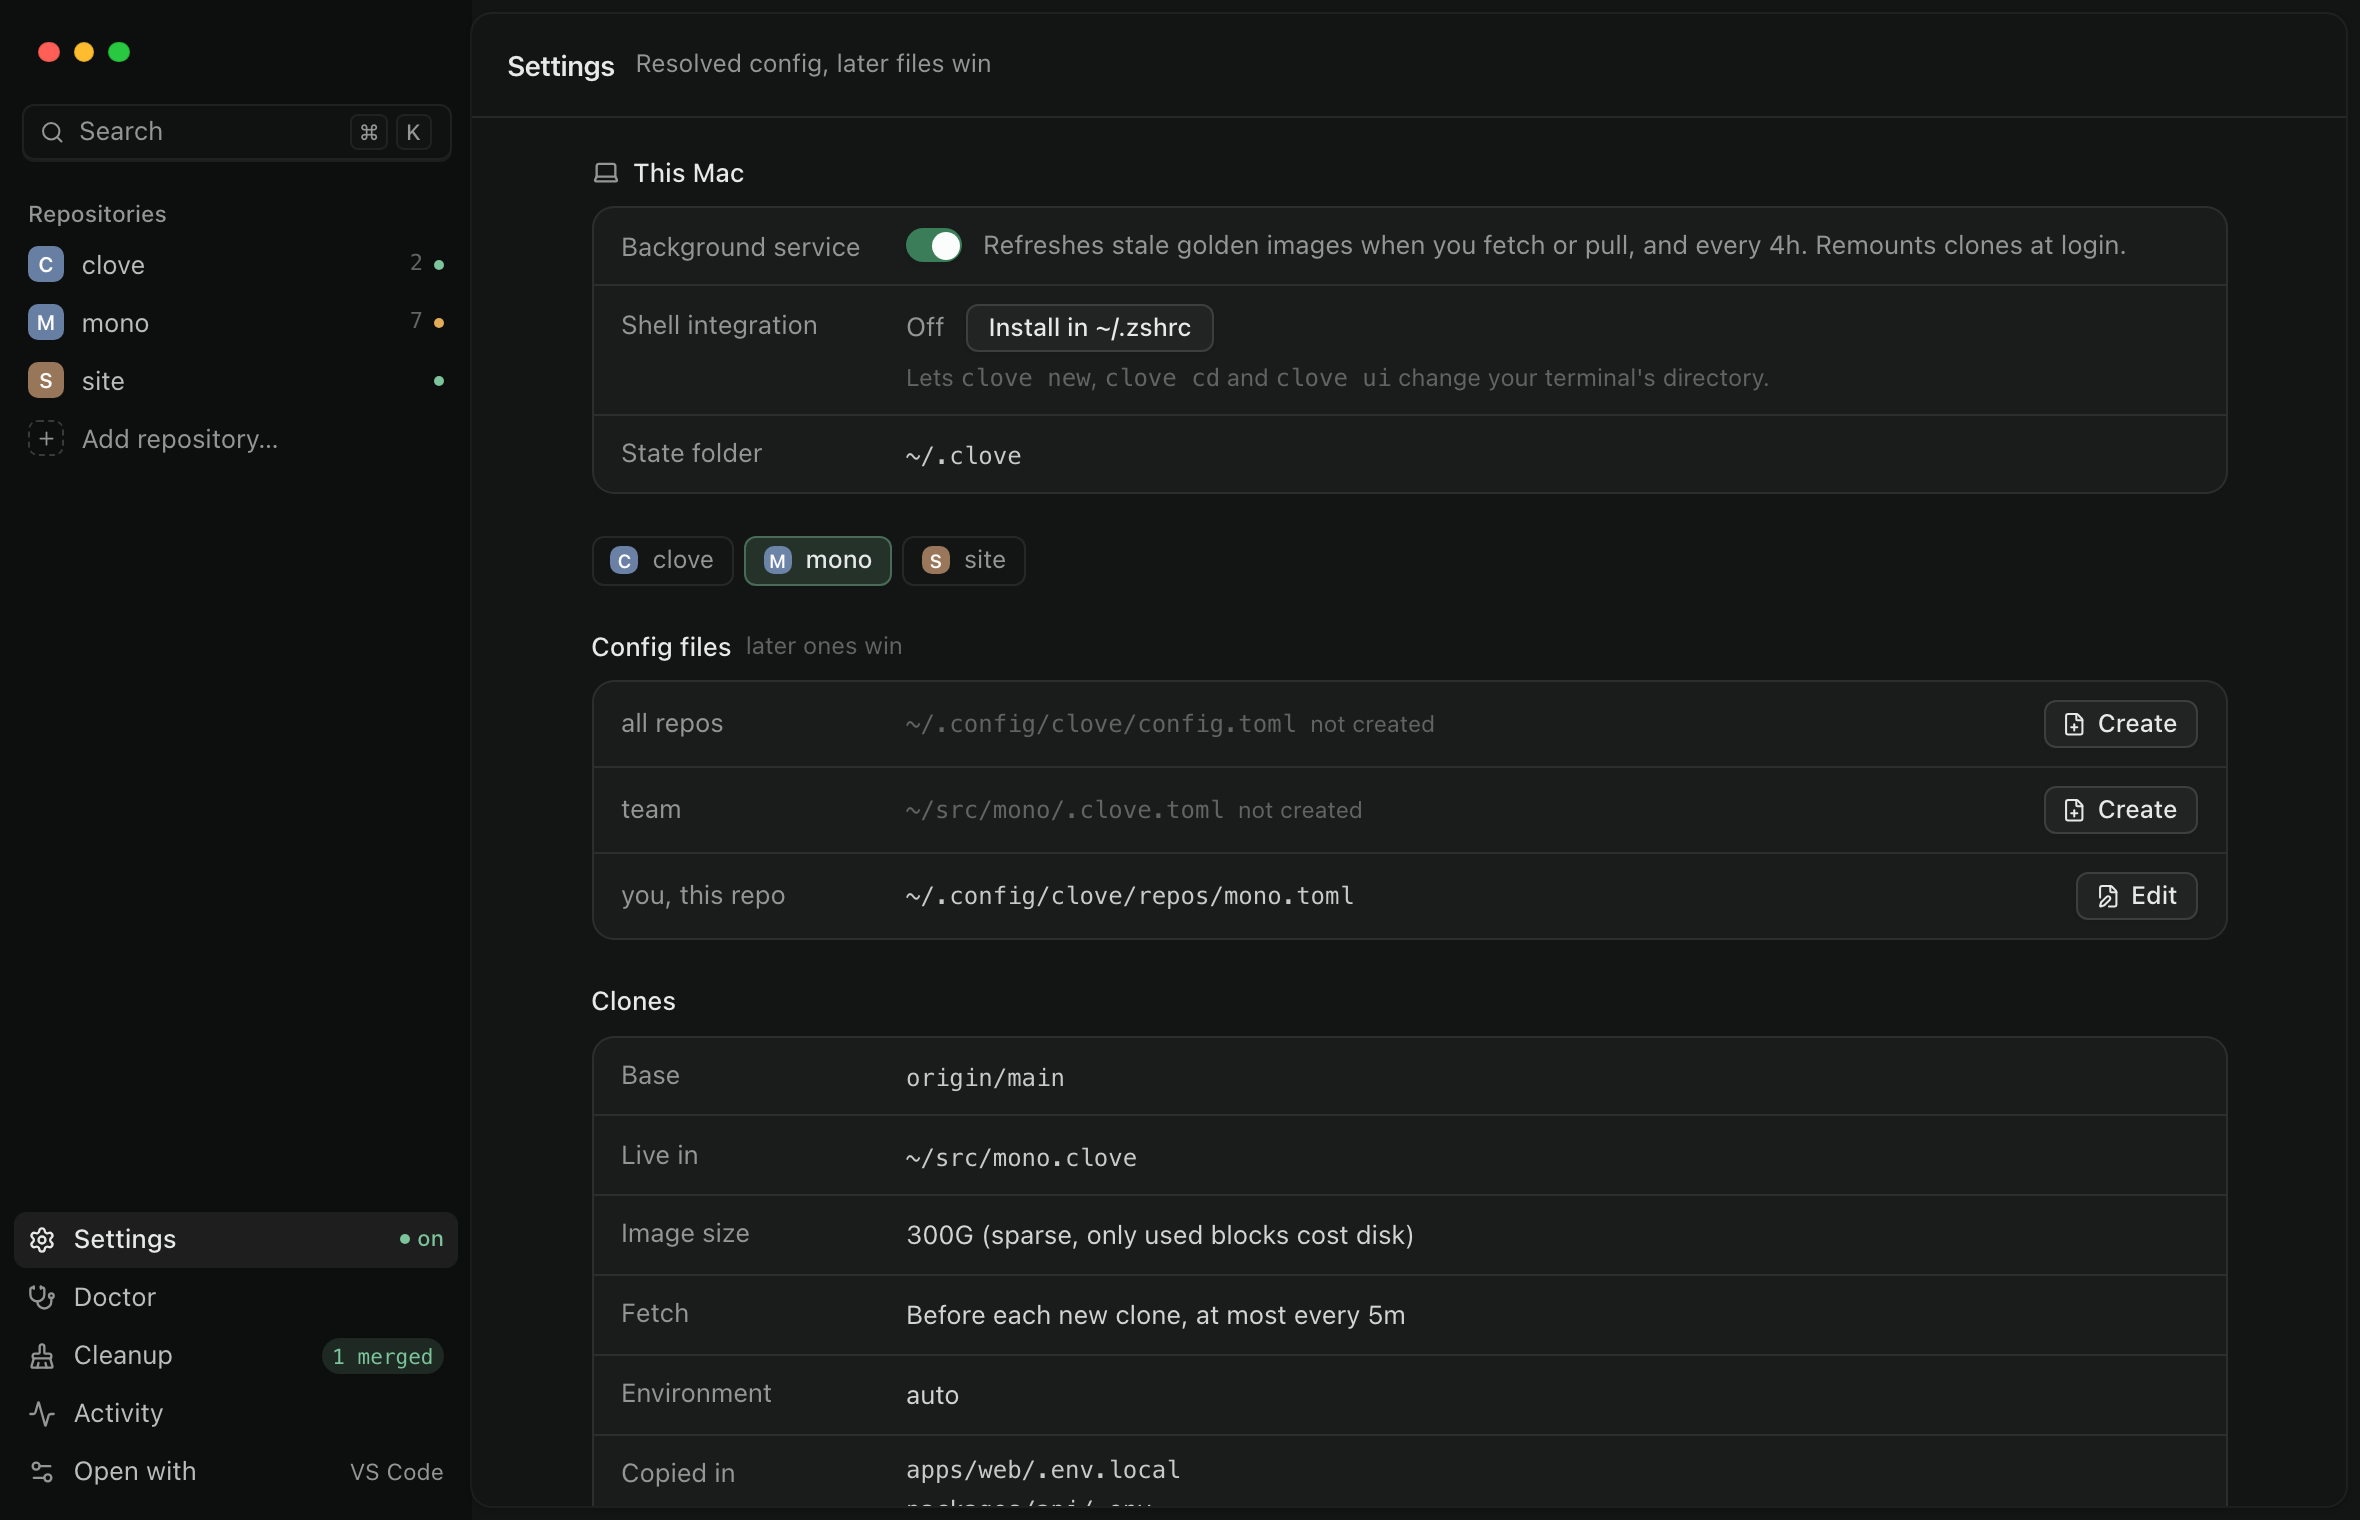 Search ⌘ K
Repositories
C clove 2
M mono 7
S site
Add repository...
Settings on
Doctor
Cleanup 1 merged
Activity
Open with VS Code
Settings Resolved config, later files win
This Mac
Background service Refreshes stale golden images when you fetch or pull, and every 4h. Remounts clones at login.
Shell integration Off Install in ~/.zshrc
Lets clove new, clove cd and clove ui change your terminal's directory.
State folder ~/.clove
C clove M mono S site
Config files later ones win
all repos ~/.config/clove/config.toml not created Create
team ~/src/mono/.clove.toml not created Create
you, this repo ~/.config/clove/repos/mono.toml Edit
Clones
Base origin/main
Live in ~/src/mono.clove
Image size 300G (sparse, only used blocks cost disk)
Fetch Before each new clone, at most every 5m
Environment auto
Copied in apps/web/.env.local